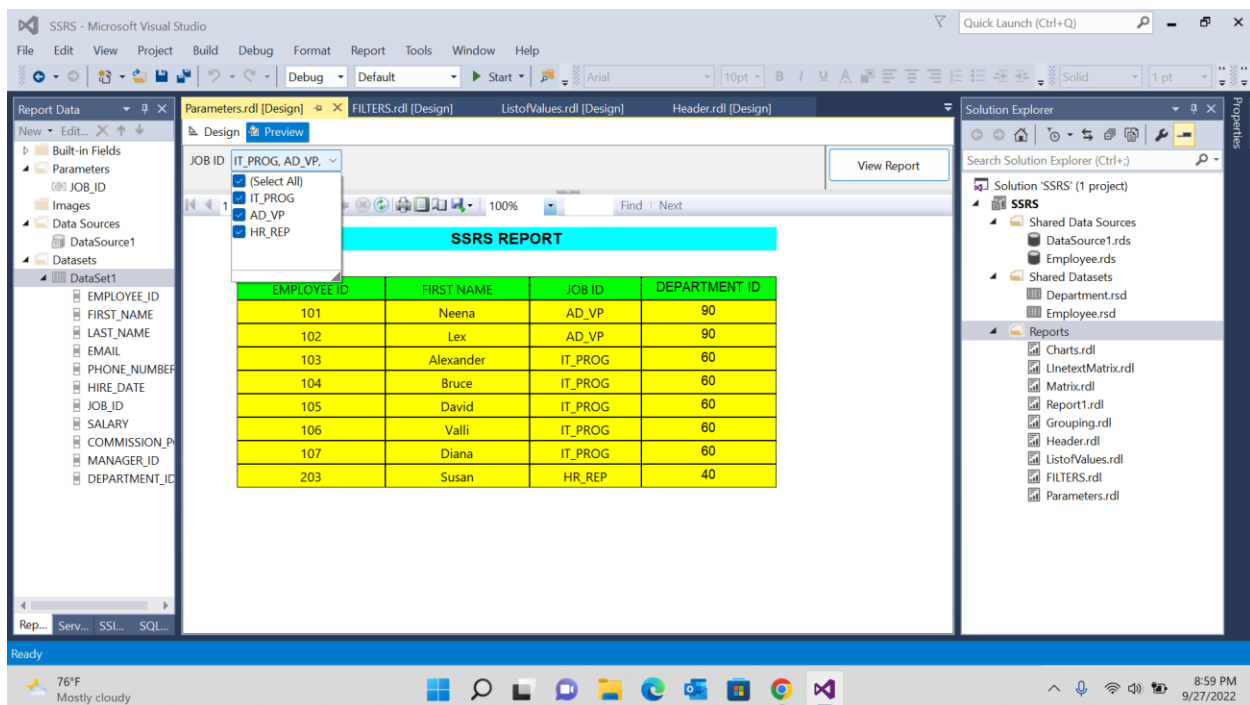 SSRS - Microsoft Visual Studio
Quick Launch (Ctrl+Q)
File Edit View Project Build Debug Format Report Tools Window Help
Debug Default Start Arial 10pt B I U A Solid 1 pt
Report Data
New Edit...
Built-in Fields
Parameters
JOB_ID
Images
Data Sources
DataSource1
Datasets
DataSet1
EMPLOYEE_ID
FIRST_NAME
LAST_NAME
EMAIL
PHONE_NUMBER
HIRE_DATE
JOB_ID
SALARY
COMMISSION_P
MANAGER_ID
DEPARTMENT_ID
Rep... Serv... SSI... SQL...
Parameters.rdl [Design] FILTERS.rdl [Design] ListofValues.rdl [Design] Header.rdl [Design]
Design Preview
JOB ID IT_PROG, AD_VP,
View Report
(Select All)
IT_PROG
AD_VP
HR_REP
1 100% Find Next
SSRS REPORT
EMPLOYEE ID FIRST NAME JOB ID DEPARTMENT ID
101 Neena AD_VP 90
102 Lex AD_VP 90
103 Alexander IT_PROG 60
104 Bruce IT_PROG 60
105 David IT_PROG 60
106 Valli IT_PROG 60
107 Diana IT_PROG 60
203 Susan HR_REP 40
Solution Explorer
Search Solution Explorer (Ctrl+;)
Solution 'SSRS' (1 project)
SSRS
Shared Data Sources
DataSource1.rds
Employee.rds
Shared Datasets
Department.rsd
Employee.rsd
Reports
Charts.rdl
LInetextMatrix.rdl
Matrix.rdl
Report1.rdl
Grouping.rdl
Header.rdl
ListofValues.rdl
FILTERS.rdl
Parameters.rdl
Properties
Ready
76°F
Mostly cloudy
8:59 PM
9/27/2022